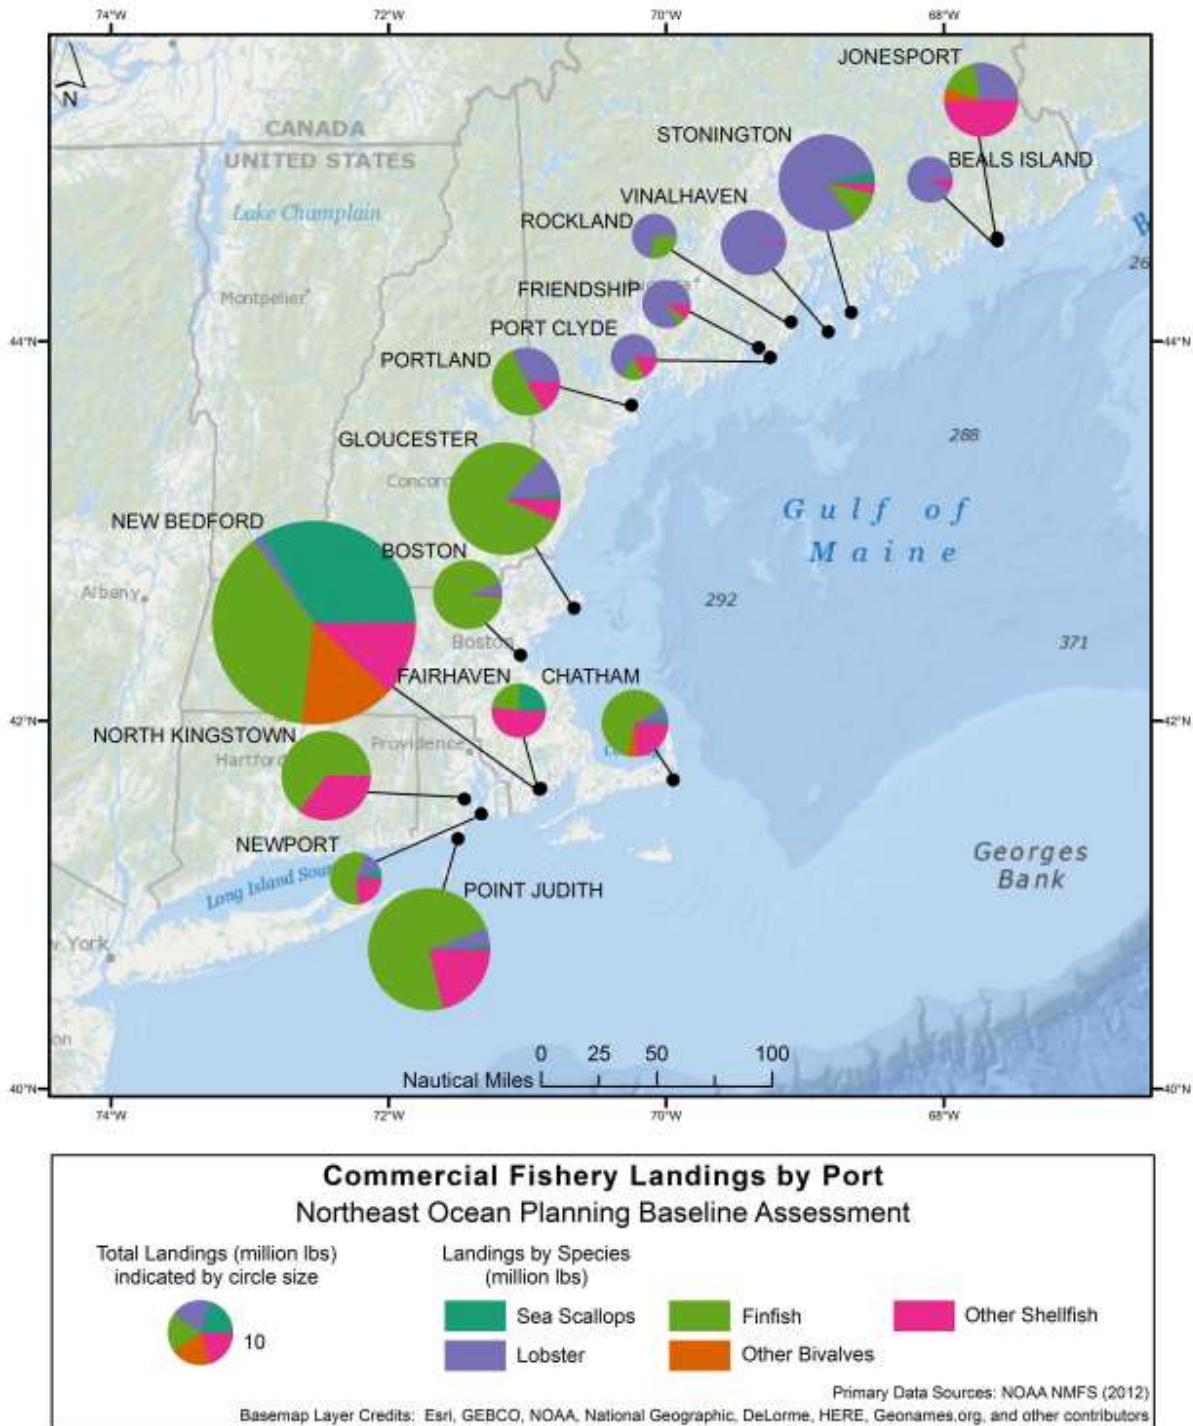 74°W 72°W 70°W 68°W
JONESPORT
CANADA
UNITED STATES
STONINGTON
BEALS ISLAND
Lake Champlain
VINALHAVEN
ROCKLAND
26
FRIENDSHIP
Montpelier
PORT CLYDE
44°N 44°N
PORTLAND
GLOUCESTER
288
Concord
Gulf of
Maine
NEW BEDFORD
BOSTON
Albany
292
Boston
371
FAIRHAVEN CHATHAM
42°N 42°N
NORTH KINGSTOWN
Providence
Hartford
NEWPORT
Georges
Bank
Long Island Soun
POINT JUDITH
York
on
0 25 50 100
Nautical Miles
40°N 40°N
74°W 72°W 70°W 68°W
N
Commercial Fishery Landings by Port
Northeast Ocean Planning Baseline Assessment
Total Landings (million lbs)
indicated by circle size
10
Landings by Species
(million lbs)
Sea Scallops Finfish Other Shellfish
Lobster Other Bivalves
Primary Data Sources: NOAA NMFS (2012)
Basemap Layer Credits: Esri, GEBCO, NOAA, National Geographic, DeLorme, HERE, Geonames.org, and other contributors